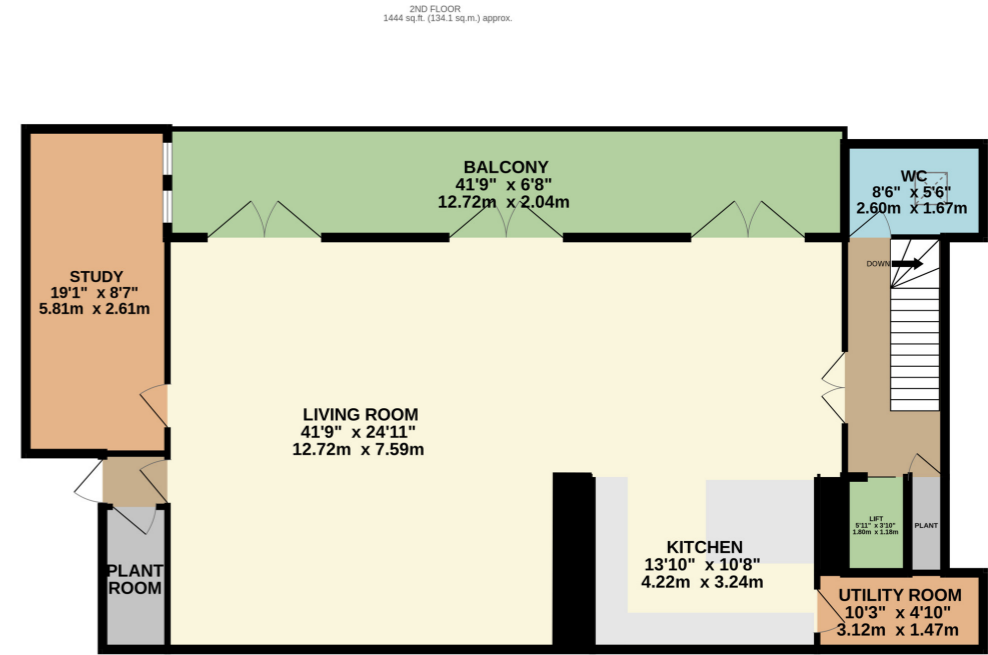 2ND FLOOR
1444 sq.ft. (134.1 sq.m.) approx.
BALCONY
41'9" x 6'8"
12.72m x 2.04m
WC
8'6" x 5'6"
2.60m x 1.67m
STUDY
19'1" x 8'7"
5.81m x 2.61m
DOWN
LIVING ROOM
41'9" x 24'11"
12.72m x 7.59m
LIFT
5'11" x 3'10"
1.80m x 1.18m
PLANT
KITCHEN
13'10" x 10'8"
4.22m x 3.24m
PLANT
ROOM
UTILITY ROOM
10'3" x 4'10"
3.12m x 1.47m